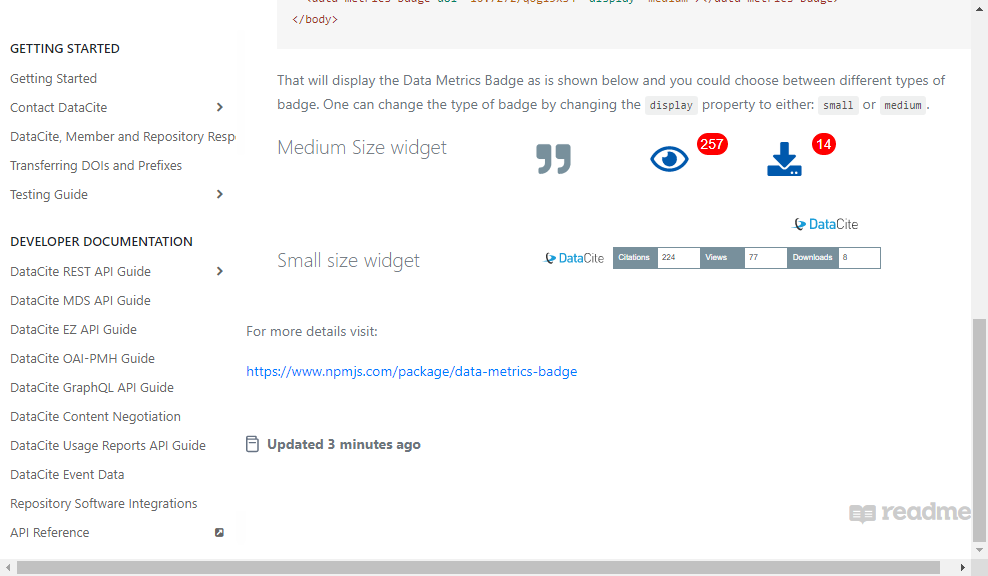 </body>
GETTING STARTED
Getting Started
Contact DataCite
DataCite, Member and Repository Resp
Transferring DOIs and Prefixes
Testing Guide
DEVELOPER DOCUMENTATION
DataCite REST API Guide
DataCite MDS API Guide
DataCite EZ API Guide
DataCite OAI-PMH Guide
DataCite GraphQL API Guide
DataCite Content Negotiation
DataCite Usage Reports API Guide
DataCite Event Data
Repository Software Integrations
API Reference
That will display the Data Metrics Badge as is shown below and you could choose between different types of
badge. One can change the type of badge by changing the display property to either: small or medium.
Medium Size widget
257
14
DataCite
Small size widget
DataCite
Citations 224 Views 77 Downloads 8
For more details visit:
https://www.npmjs.com/package/data-metrics-badge
Updated 3 minutes ago
readme